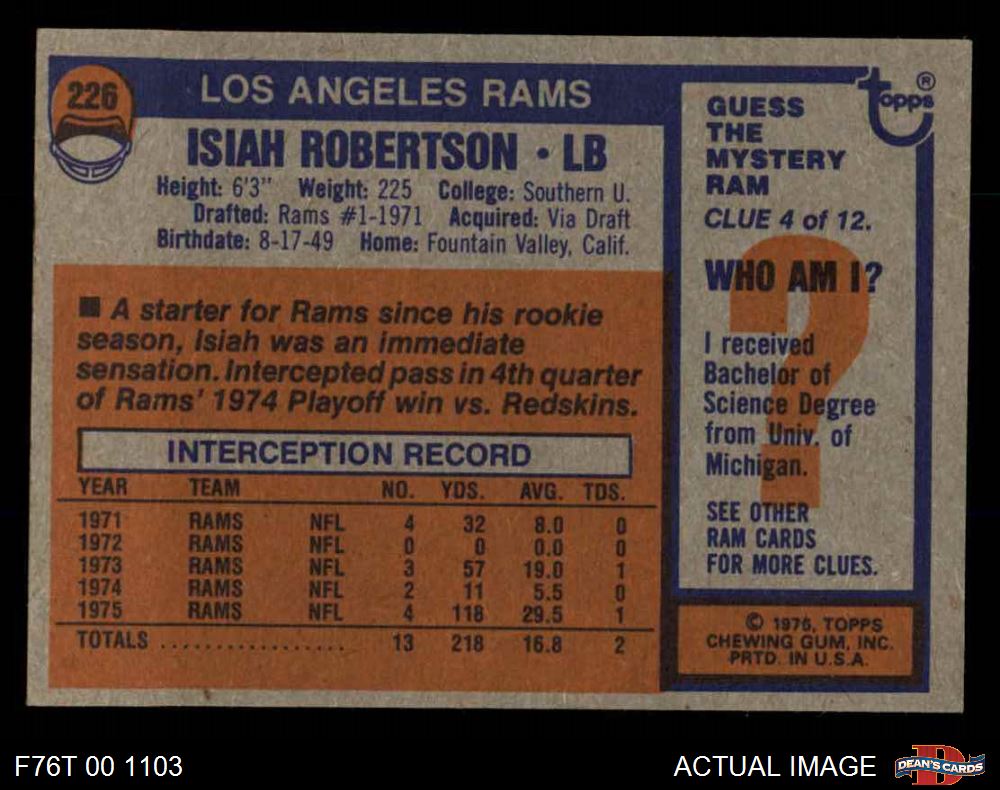 226
LOS ANGELES RAMS
ISIAH ROBERTSON • LB
Height: 6'3" Weight: 225 College: Southern U.
Drafted: Rams #1-1971 Acquired: Via Draft
Birthdate: 8-17-49 Home: Fountain Valley, Calif.
■ A starter for Rams since his rookie
season, Isiah was an immediate
sensation. Intercepted pass in 4th quarter
of Rams' 1974 Playoff win vs. Redskins.
INTERCEPTION RECORD
YEAR TEAM NO. YDS. AVG. TDS.
1971 RAMS NFL 4 32 8.0 0
1972 RAMS NFL 0 0 0.0 0
1973 RAMS NFL 3 57 19.0 1
1974 RAMS NFL 2 11 5.5 0
1975 RAMS NFL 4 118 29.5 1
TOTALS .................. 13 218 16.8 2
topps ®
GUESS
THE
MYSTERY
RAM
CLUE 4 of 12.
?
WHO AM I?
I received
Bachelor of
Science Degree
from Univ. of
Michigan.
SEE OTHER
RAM CARDS
FOR MORE CLUES.
© 1976, TOPPS
CHEWING GUM, INC.
PRTD. IN U.S.A.
F76T 00 1103
ACTUAL IMAGE
DEAN'S CARDS